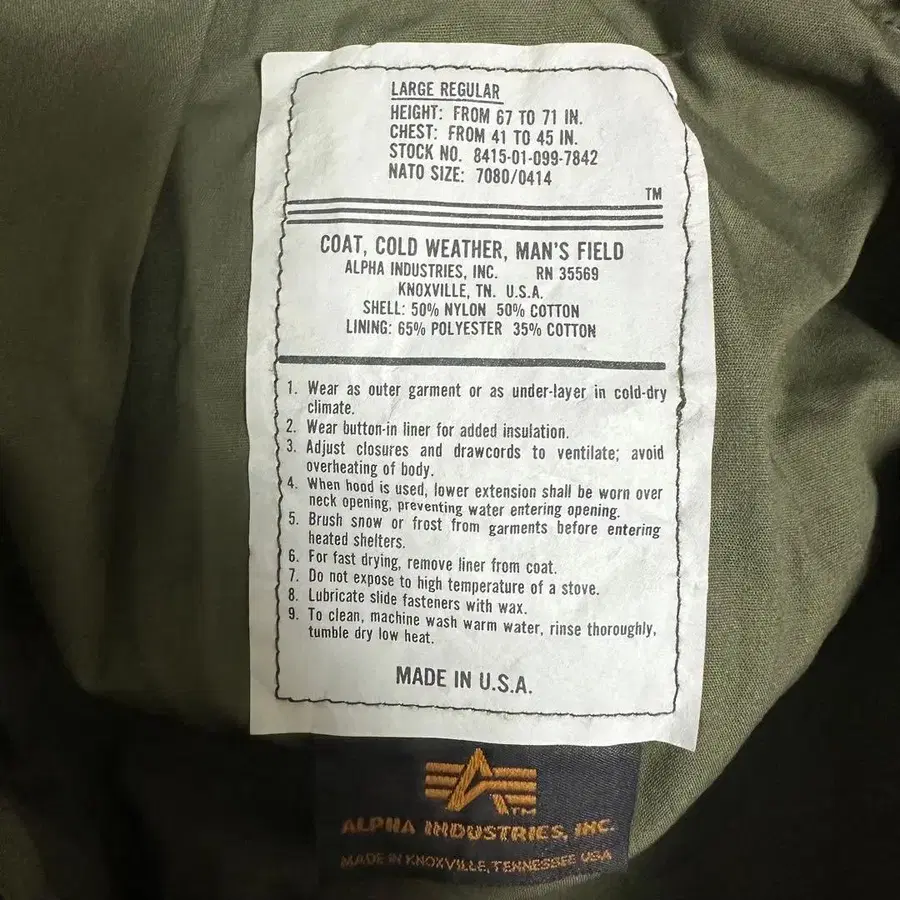 LARGE REGULAR
HEIGHT: FROM 67 TO 71 IN.
CHEST: FROM 41 TO 45 IN.
STOCK NO. 8415-01-099-7842
NATO SIZE: 7080/0414
TM
COAT, COLD WEATHER, MAN'S FIELD
ALPHA INDUSTRIES, INC. RN 35569
KNOXVILLE, TN. U.S.A.
SHELL: 50% NYLON 50% COTTON
LINING: 65% POLYESTER 35% COTTON
1. Wear as outer garment or as under-layer in cold-dry
climate.
2. Wear button-in liner for added insulation.
3. Adjust closures and drawcords to ventilate; avoid
overheating of body.
4. When hood is used, lower extension shall be worn over
neck opening, preventing water entering opening.
5. Brush snow or frost from garments before entering
heated shelters.
6. For fast drying, remove liner from coat.
7. Do not expose to high temperature of a stove.
8. Lubricate slide fasteners with wax.
9. To clean, machine wash warm water, rinse thoroughly,
tumble dry low heat.
MADE IN U.S.A.
TM
ALPHA INDUSTRIES, INC.
MADE IN KNOXVILLE, TENNESSEE USA